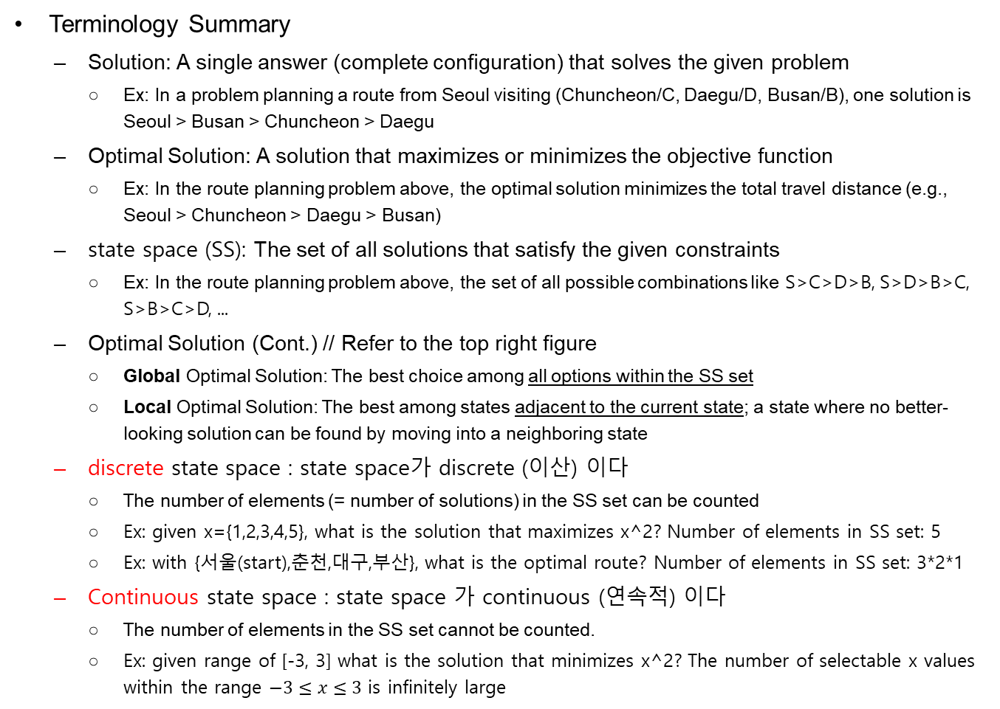 • Terminology Summary
– Solution: A single answer (complete configuration) that solves the given problem
○ Ex: In a problem planning a route from Seoul visiting (Chuncheon/C, Daegu/D, Busan/B), one solution is
Seoul > Busan > Chuncheon > Daegu
– Optimal Solution: A solution that maximizes or minimizes the objective function
○ Ex: In the route planning problem above, the optimal solution minimizes the total travel distance (e.g.,
Seoul > Chuncheon > Daegu > Busan)
– state space (SS): The set of all solutions that satisfy the given constraints
○ Ex: In the route planning problem above, the set of all possible combinations like S>C>D>B, S>D>B>C,
S>B>C>D, ...
– Optimal Solution (Cont.) // Refer to the top right figure
○ Global Optimal Solution: The best choice among all options within the SS set
○ Local Optimal Solution: The best among states adjacent to the current state; a state where no better-
looking solution can be found by moving into a neighboring state
– discrete state space : state space가 discrete (이산) 이다
○ The number of elements (= number of solutions) in the SS set can be counted
○ Ex: given x={1,2,3,4,5}, what is the solution that maximizes x^2? Number of elements in SS set: 5
○ Ex: with {서울(start),춘천,대구,부산}, what is the optimal route? Number of elements in SS set: 3*2*1
– Continuous state space : state space 가 continuous (연속적) 이다
○ The number of elements in the SS set cannot be counted.
○ Ex: given range of [-3, 3] what is the solution that minimizes x^2? The number of selectable x values
within the range −3 ≤ x ≤ 3 is infinitely large